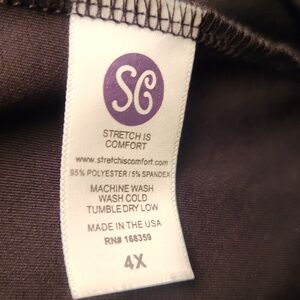 SC
STRETCH IS
COMFORT
www.stretchiscomfort.com
95% POLYESTER / 5% SPANDEX
MACHINE WASH
WASH COLD
TUMBLE DRY LOW
MADE IN THE USA
RN# 168359
4X